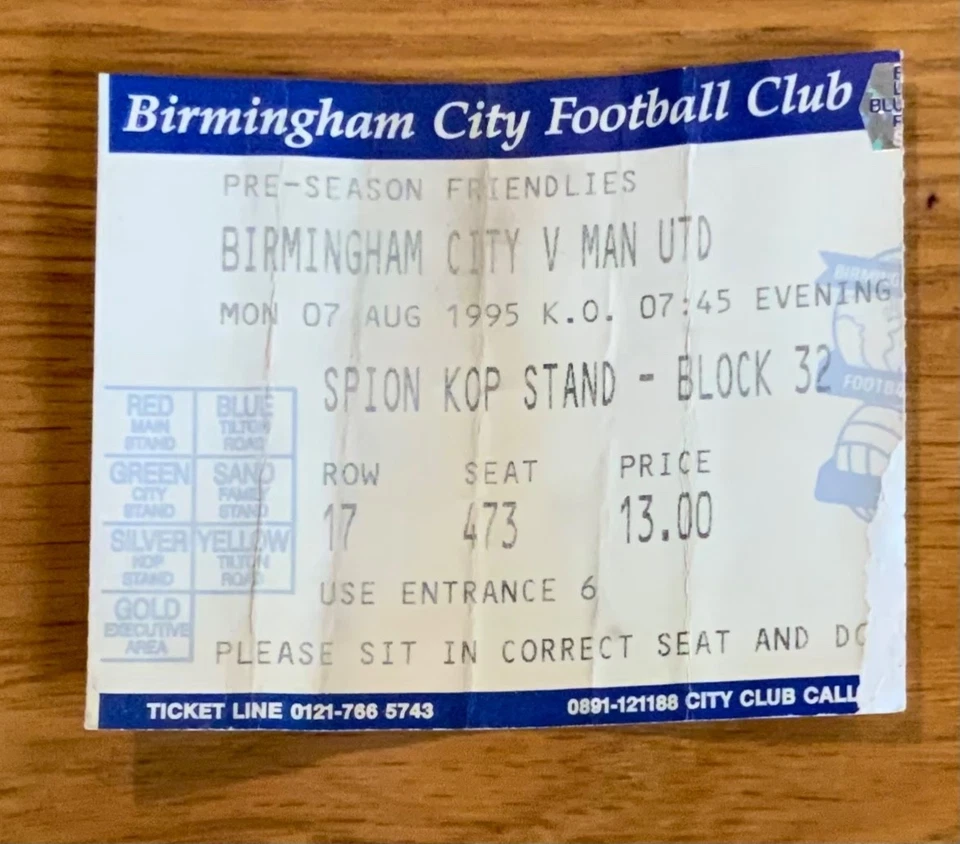 Birmingham City Football Club
BLU
PRE-SEASON FRIENDLIES
BIRMINGHAM CITY V MAN UTD
MON 07 AUG 1995 K.O. 07:45 EVENING
SPION KOP STAND - BLOCK 32
RED MAIN STAND
BLUE TILTON ROAD
GREEN CITY STAND
SAND FAMILY STAND
SILVER KOP STAND
YELLOW TILTON ROAD
GOLD EXECUTIVE AREA
ROW SEAT PRICE
17 473 13.00
USE ENTRANCE 6
PLEASE SIT IN CORRECT SEAT AND DO
TICKET LINE 0121-766 5743
0891-121188 CITY CLUB CALL